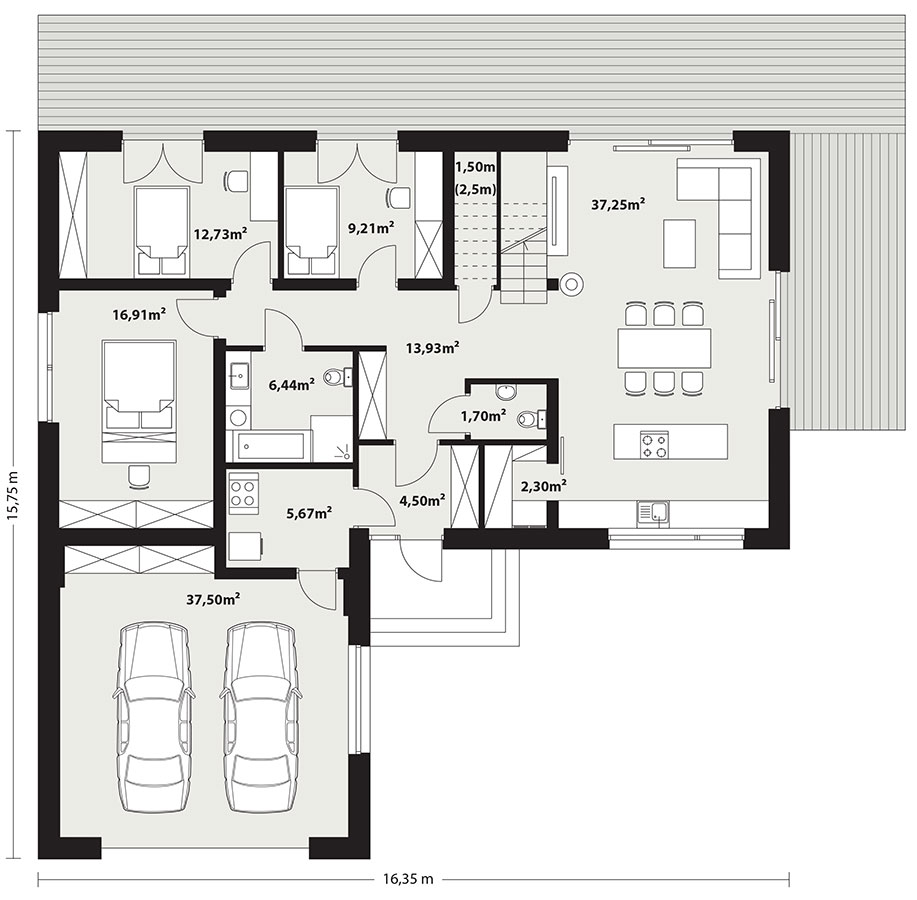 1,50m
(2,5m)
37,25m²
12,73m²
9,21m²
16,91m²
13,93m²
6,44m²
1,70m²
2,30m²
4,50m²
5,67m²
37,50m²
15,75 m
16,35 m